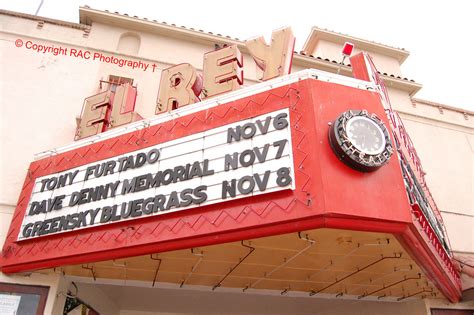 © Copyright RAC Photography †
EL REY
TONY FURTADO NOV 6
DAVE DENNY MEMORIAL NOV 7
GREENSKY BLUEGRASS NOV 8